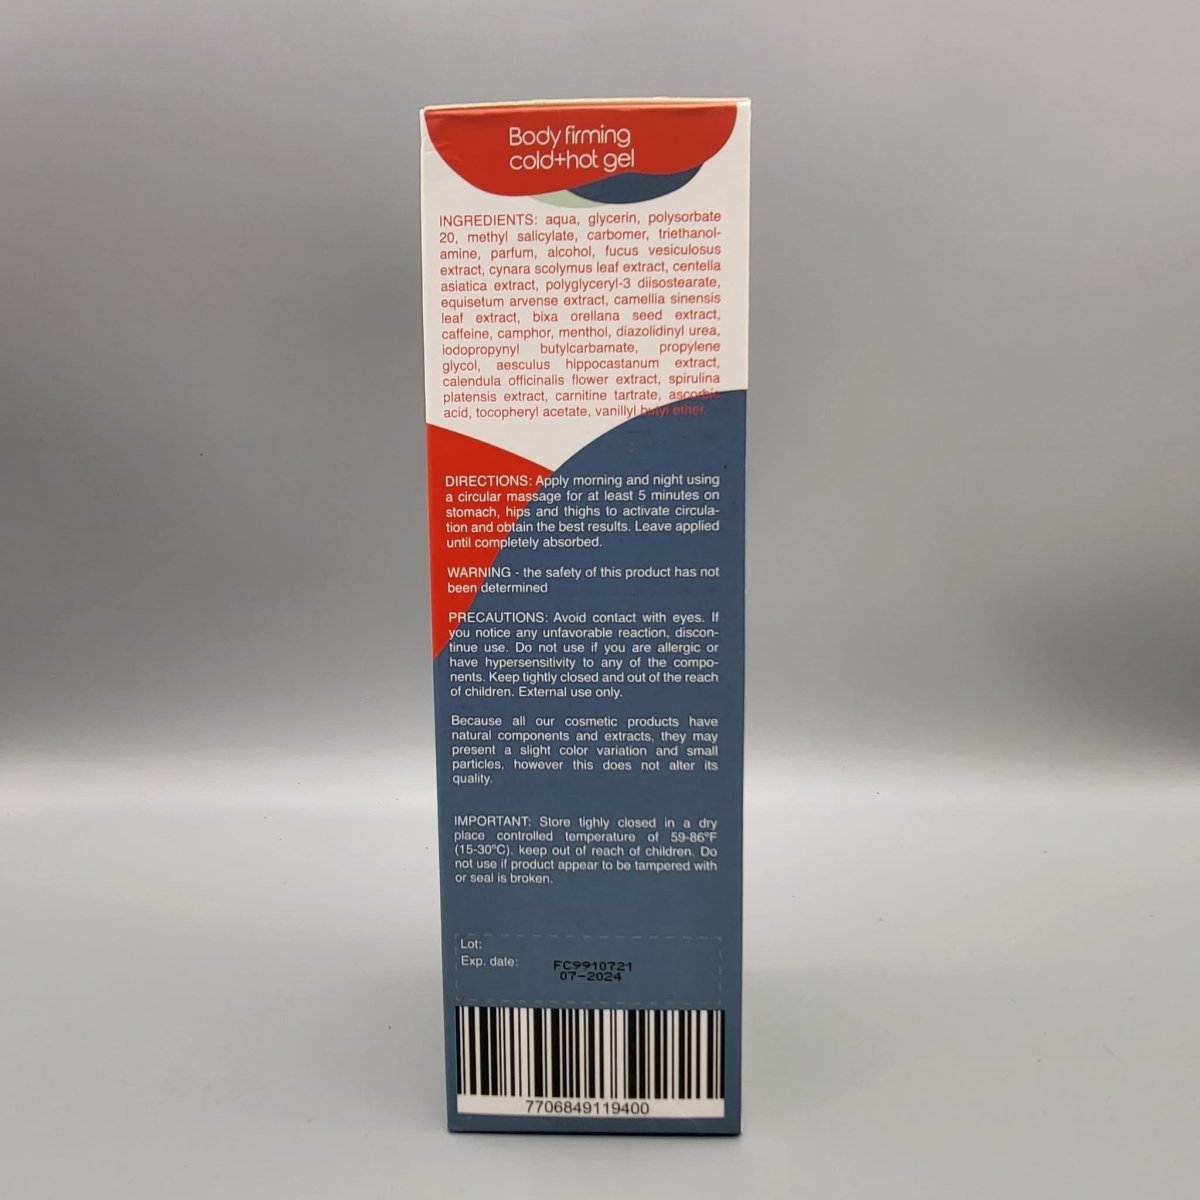 Body firming
cold+hot gel
INGREDIENTS: aqua, glycerin, polysorbate
20, methyl salicylate, carbomer, triethanol-
amine, parfum, alcohol, fucus vesiculosus
extract, cynara scolymus leaf extract, centella
asiatica extract, polyglyceryl-3 diisostearate,
equisetum arvense extract, camellia sinensis
leaf extract, bixa orellana seed extract,
caffeine, camphor, menthol, diazolidinyl urea,
iodopropynyl butylcarbamate, propylene
glycol, aesculus hippocastanum extract,
calendula officinalis flower extract, spirulina
platensis extract, carnitine tartrate, ascorbic
acid, tocopheryl acetate, vanillyl butyl ether.
DIRECTIONS: Apply morning and night using
a circular massage for at least 5 minutes on
stomach, hips and thighs to activate circula-
tion and obtain the best results. Leave applied
until completely absorbed.
WARNING - the safety of this product has not
been determined
PRECAUTIONS: Avoid contact with eyes. If
you notice any unfavorable reaction, discon-
tinue use. Do not use if you are allergic or
have hypersensitivity to any of the compo-
nents. Keep tightly closed and out of the reach
of children. External use only.
Because all our cosmetic products have
natural components and extracts, they may
present a slight color variation and small
particles, however this does not alter its
quality.
IMPORTANT: Store tighly closed in a dry
place controlled temperature of 59-86ºF
(15-30ºC). keep out of reach of children. Do
not use if product appear to be tampered with
or seal is broken.
Lot:
Exp. date:
FC9910721
07-2024
7706849119400